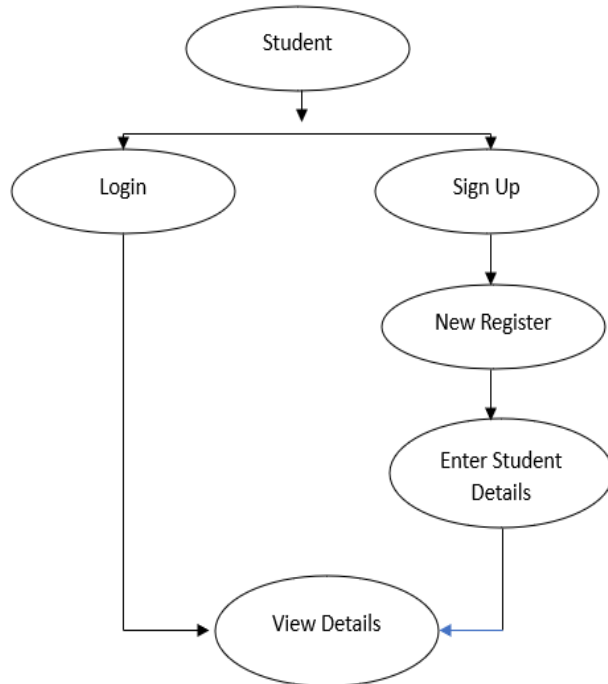 Student
Login
Sign Up
New Register
Enter Student
Details
View Details